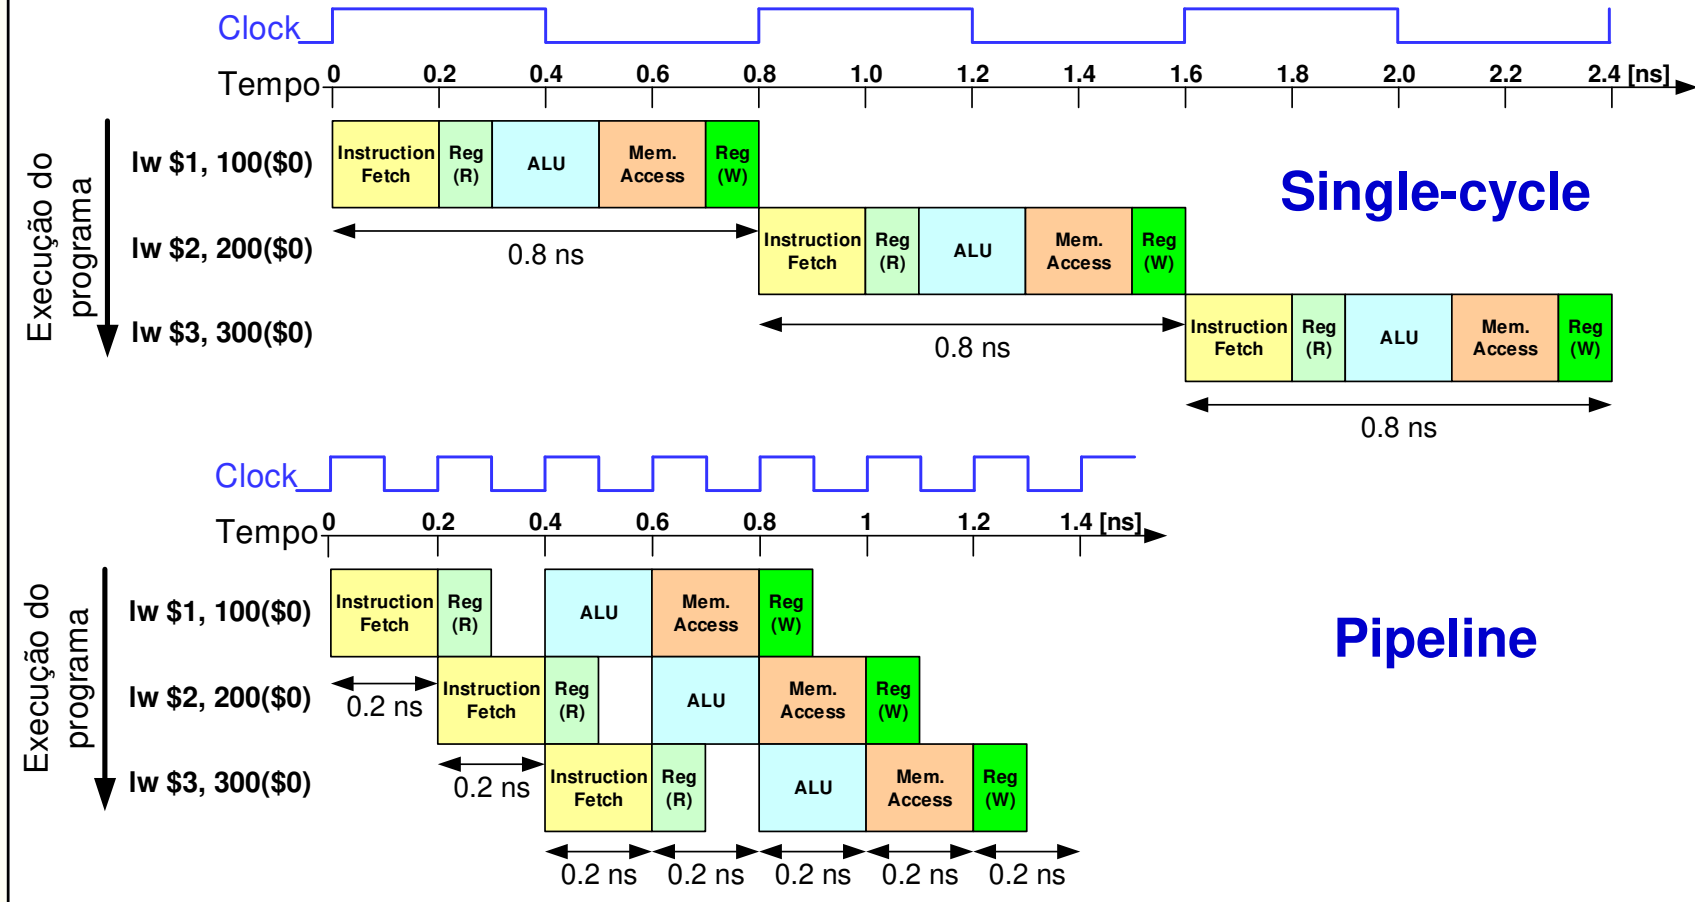 Clock
Tempo
0 0.2 0.4 0.6 0.8 1.0 1.2 1.4 1.6 1.8 2.0 2.2 2.4 [ns]
Execução do
programa
lw $1, 100($0)
Instruction
Fetch
Reg
(R)
ALU
Mem.
Access
Reg
(W)
Single-cycle
lw $2, 200($0)
0.8 ns
Instruction
Fetch
Reg
(R)
ALU
Mem.
Access
Reg
(W)
lw $3, 300($0)
0.8 ns
Instruction
Fetch
Reg
(R)
ALU
Mem.
Access
Reg
(W)
0.8 ns
Clock
Tempo
0 0.2 0.4 0.6 0.8 1 1.2 1.4 [ns]
Execução do
programa
lw $1, 100($0)
Instruction
Fetch
Reg
(R)
ALU
Mem.
Access
Reg
(W)
Pipeline
lw $2, 200($0)
0.2 ns
Instruction
Fetch
Reg
(R)
ALU
Mem.
Access
Reg
(W)
lw $3, 300($0)
0.2 ns
Instruction
Fetch
Reg
(R)
ALU
Mem.
Access
Reg
(W)
0.2 ns 0.2 ns 0.2 ns 0.2 ns 0.2 ns